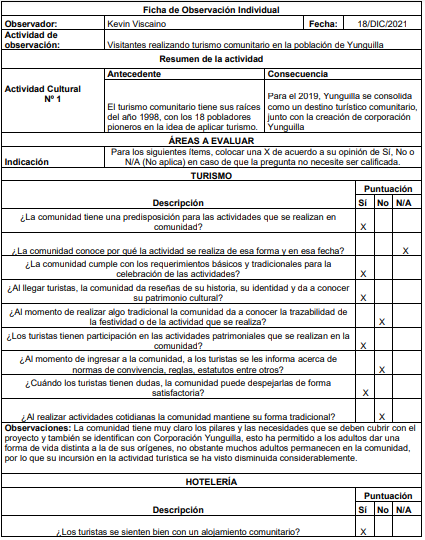 Ficha de Observación Individual
Observador: Kevin Viscaino Fecha: 18/DIC/2021
Actividad de
observación: Visitantes realizando turismo comunitario en la población de Yunguilla
Resumen de la actividad
Actividad Cultural
Nº 1
Antecedente
El turismo comunitario tiene sus raíces
del año 1998, con los 18 pobladores
pioneros en la idea de aplicar turismo.
Consecuencia
Para el 2019, Yunguilla se consolida
como un destino turístico comunitario,
junto con la creación de corporación
Yunguilla
ÁREAS A EVALUAR
Indicación
Para los siguientes ítems, colocar una X de acuerdo a su opinión de Sí, No o
N/A (No aplica) en caso de que la pregunta no necesite ser calificada.
TURISMO
Descripción
Puntuación
Sí No N/A
¿La comunidad tiene una predisposición para las actividades que se realizan en
comunidad? X
¿La comunidad conoce por qué la actividad se realiza de esa forma y en esa fecha? X
¿La comunidad cumple con los requerimientos básicos y tradicionales para la
celebración de las actividades? X
¿Al llegar turistas, la comunidad da reseñas de su historia, su identidad y da a conocer
su patrimonio cultural? X
¿Al momento de realizar algo tradicional la comunidad da a conocer la trazabilidad de
la festividad o de la actividad que se realiza? X
¿Los turistas tienen participación en las actividades patrimoniales que se realizan en la
comunidad? X
¿Al momento de ingresar a la comunidad, a los turistas se les informa acerca de
normas de convivencia, reglas, estatutos entre otros? X
¿Cuándo los turistas tienen dudas, la comunidad puede despejarlas de forma
satisfactoria? X
¿Al realizar actividades cotidianas la comunidad mantiene su forma tradicional? X
Observaciones: La comunidad tiene muy claro los pilares y las necesidades que se deben cubrir con el
proyecto y también se identifican con Corporación Yunguilla, esto ha permitido a los adultos dar una
forma de vida distinta a la de sus orígenes, no obstante muchos adultos permanecen en la comunidad,
por lo que su incursión en la actividad turística se ha visto disminuida considerablemente.
HOTELERÍA
Descripción
Puntuación
Sí No N/A
¿Los turistas se sienten bien con un alojamiento comunitario? X